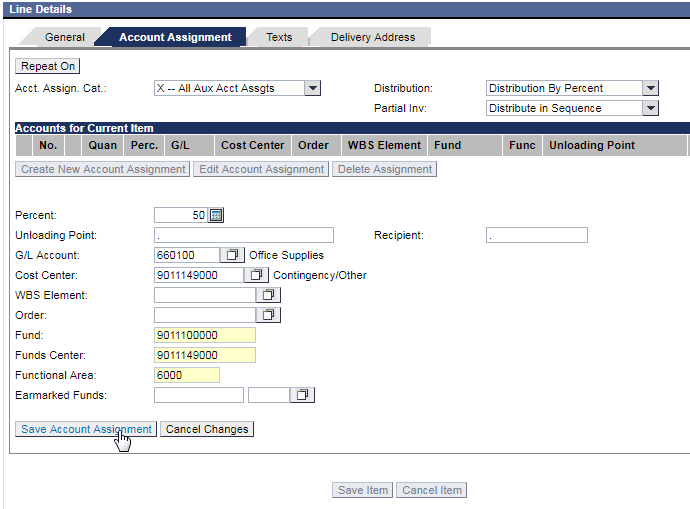 Line Details
General Account Assignment Texts Delivery Address
Repeat On
Acct. Assign. Cat.: X -- All Aux Acct Assgts Distribution: Distribution By Percent
Partial Inv: Distribute in Sequence
Accounts for Current Item
No. Quan Perc. G/L Cost Center Order WBS Element Fund Func Unloading Point
Create New Account Assignment Edit Account Assignment Delete Assignment
Percent: 50
Unloading Point: . Recipient: .
G/L Account: 660100 Office Supplies
Cost Center: 9011149000 Contingency/Other
WBS Element:
Order:
Fund: 9011100000
Funds Center: 9011149000
Functional Area: 6000
Earmarked Funds:
Save Account Assignment Cancel Changes
Save Item Cancel Item